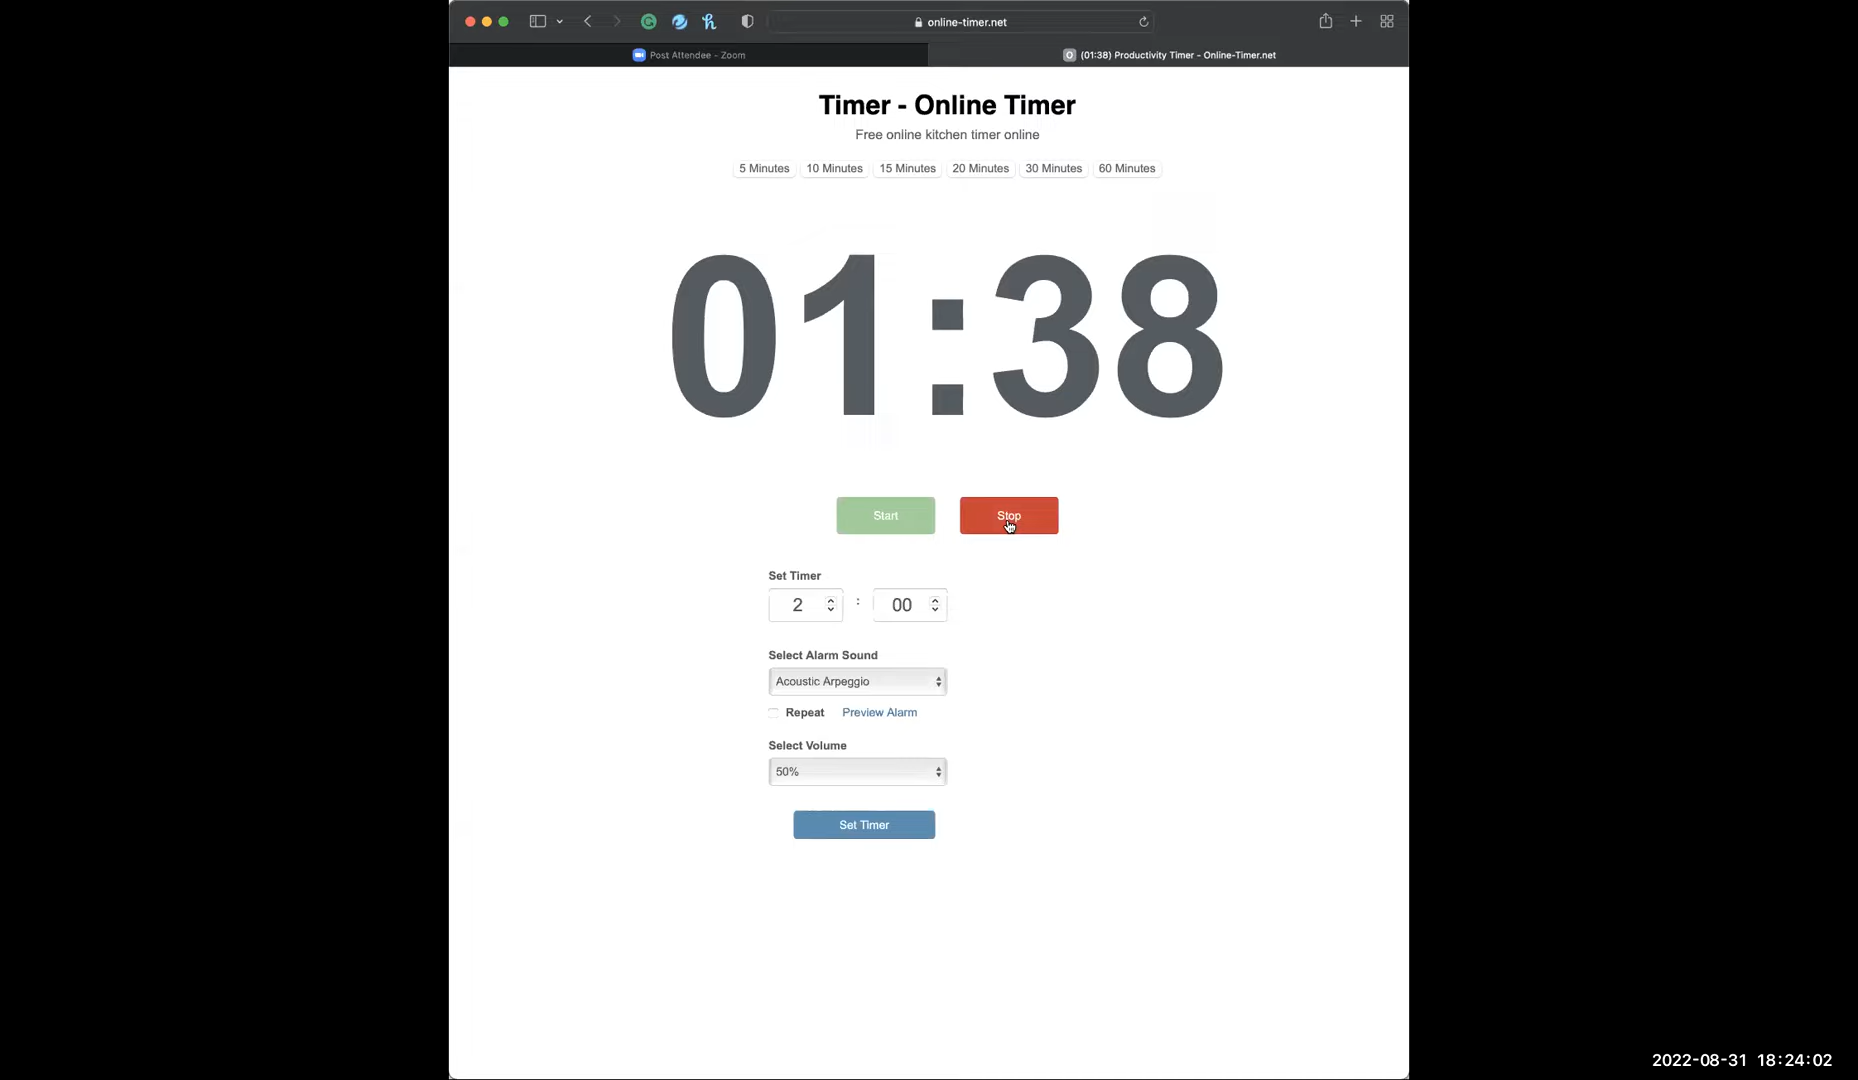 online-timer.net
Post Attendee - Zoom
(01:38) Productivity Timer - Online-Timer.net
Timer - Online Timer
Free online kitchen timer online
5 Minutes 10 Minutes 15 Minutes 20 Minutes 30 Minutes 60 Minutes
01:38
Start Stop
Set Timer
2 : 00
Select Alarm Sound
Acoustic Arpeggio
Repeat Preview Alarm
Select Volume
50%
Set Timer
2022-08-31 18:24:02